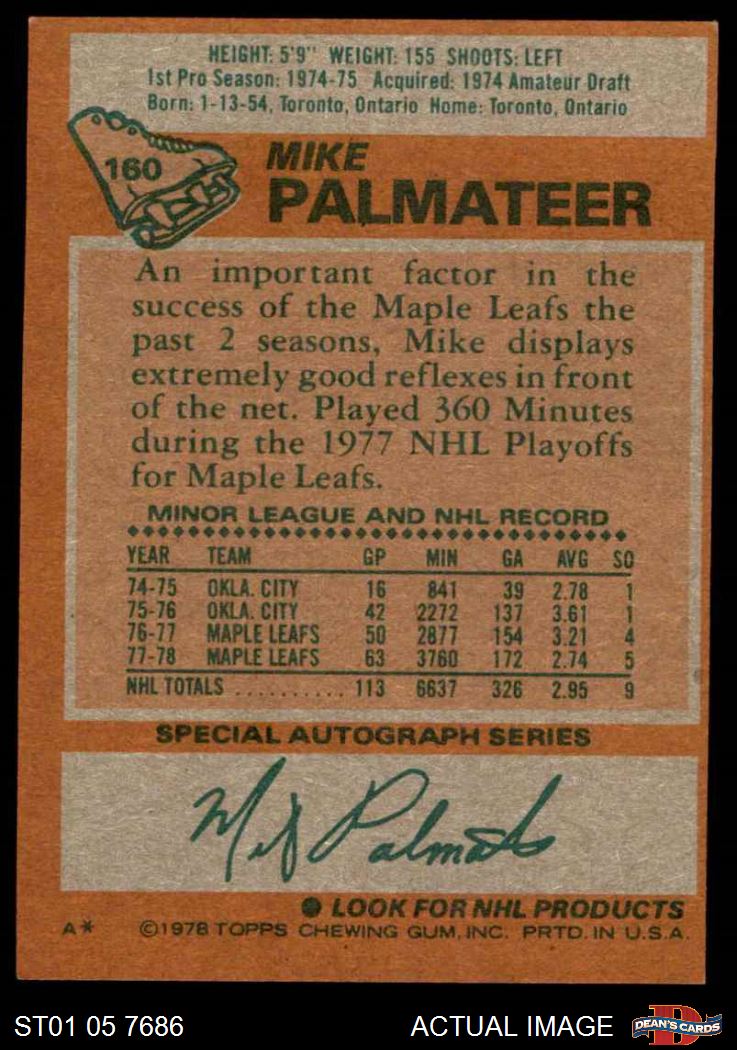 HEIGHT: 5'9" WEIGHT: 155 SHOOTS: LEFT
1st Pro Season: 1974-75 Acquired: 1974 Amateur Draft
Born: 1-13-54, Toronto, Ontario Home: Toronto, Ontario
160
MIKE
PALMATEER
An important factor in the
success of the Maple Leafs the
past 2 seasons, Mike displays
extremely good reflexes in front
of the net. Played 360 Minutes
during the 1977 NHL Playoffs
for Maple Leafs.
MINOR LEAGUE AND NHL RECORD
YEAR TEAM GP MIN GA AVG SO
74-75 OKLA. CITY 16 841 39 2.78 1
75-76 OKLA. CITY 42 2272 137 3.61 1
76-77 MAPLE LEAFS 50 2877 154 3.21 4
77-78 MAPLE LEAFS 63 3760 172 2.74 5
NHL TOTALS .......... 113 6637 326 2.95 9
SPECIAL AUTOGRAPH SERIES
Mike Palmateer
● LOOK FOR NHL PRODUCTS
A* ©1978 TOPPS CHEWING GUM, INC. PRTD. IN U.S.A.
ST01 05 7686 ACTUAL IMAGE D DEAN'S CARDS